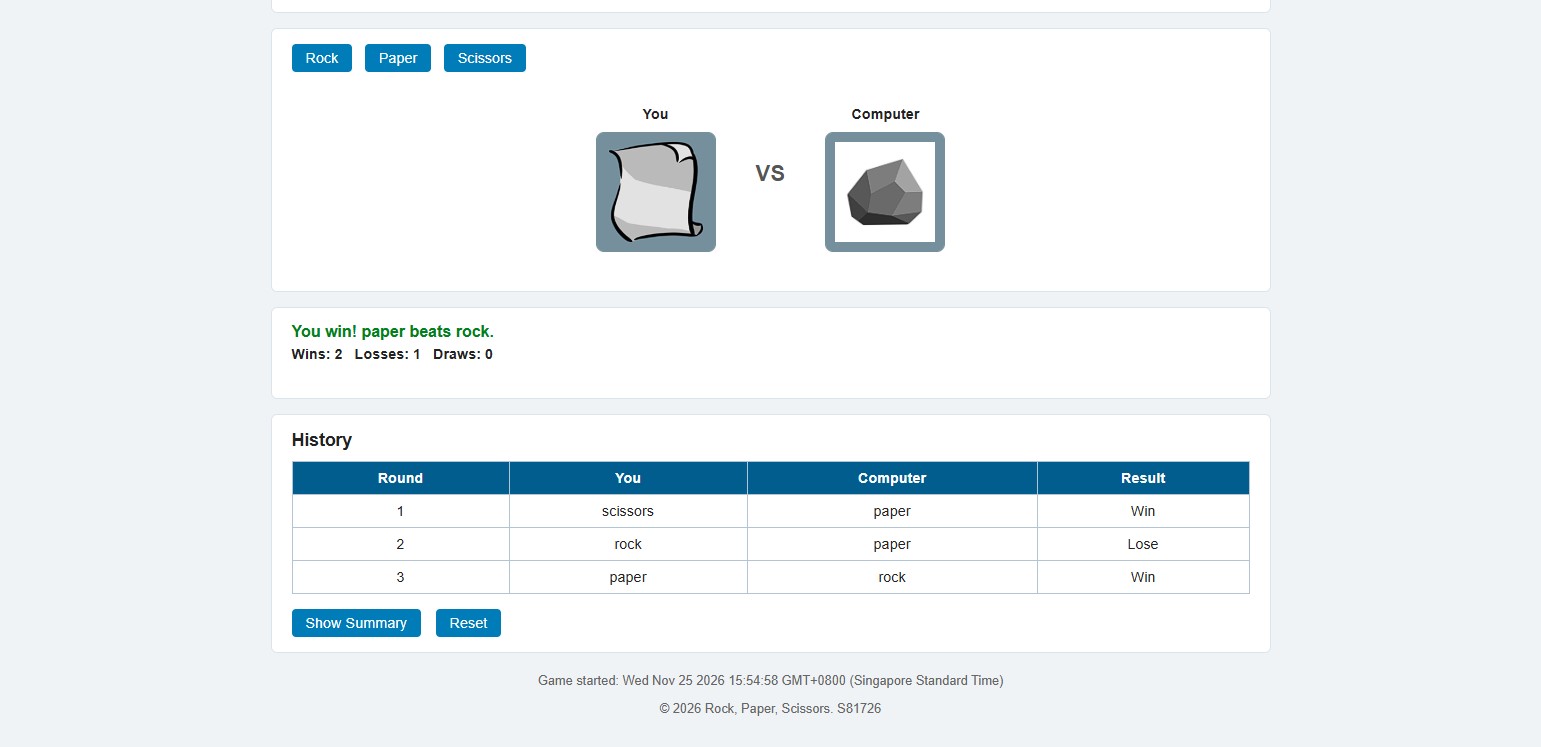 Rock Paper Scissors
You Computer
VS
You win! paper beats rock.
Wins: 2 Losses: 1 Draws: 0
History
Round You Computer Result
1 scissors paper Win
2 rock paper Lose
3 paper rock Win
Show Summary Reset
Game started: Wed Nov 25 2026 15:54:58 GMT+0800 (Singapore Standard Time)
© 2026 Rock, Paper, Scissors. S81726